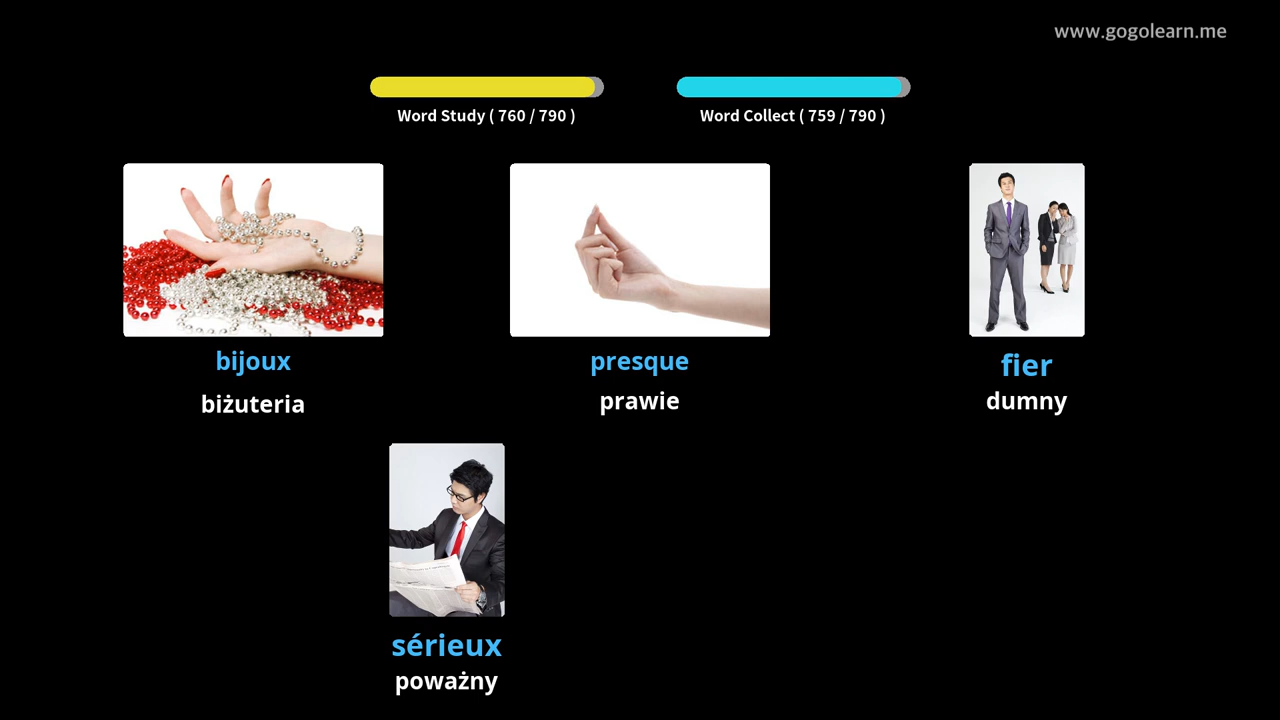 www.gogolearn.me
Word Study ( 760 / 790 )
Word Collect ( 759 / 790 )
bijoux
presque
fier
biżuteria
prawie
dumny
sérieux
poważny